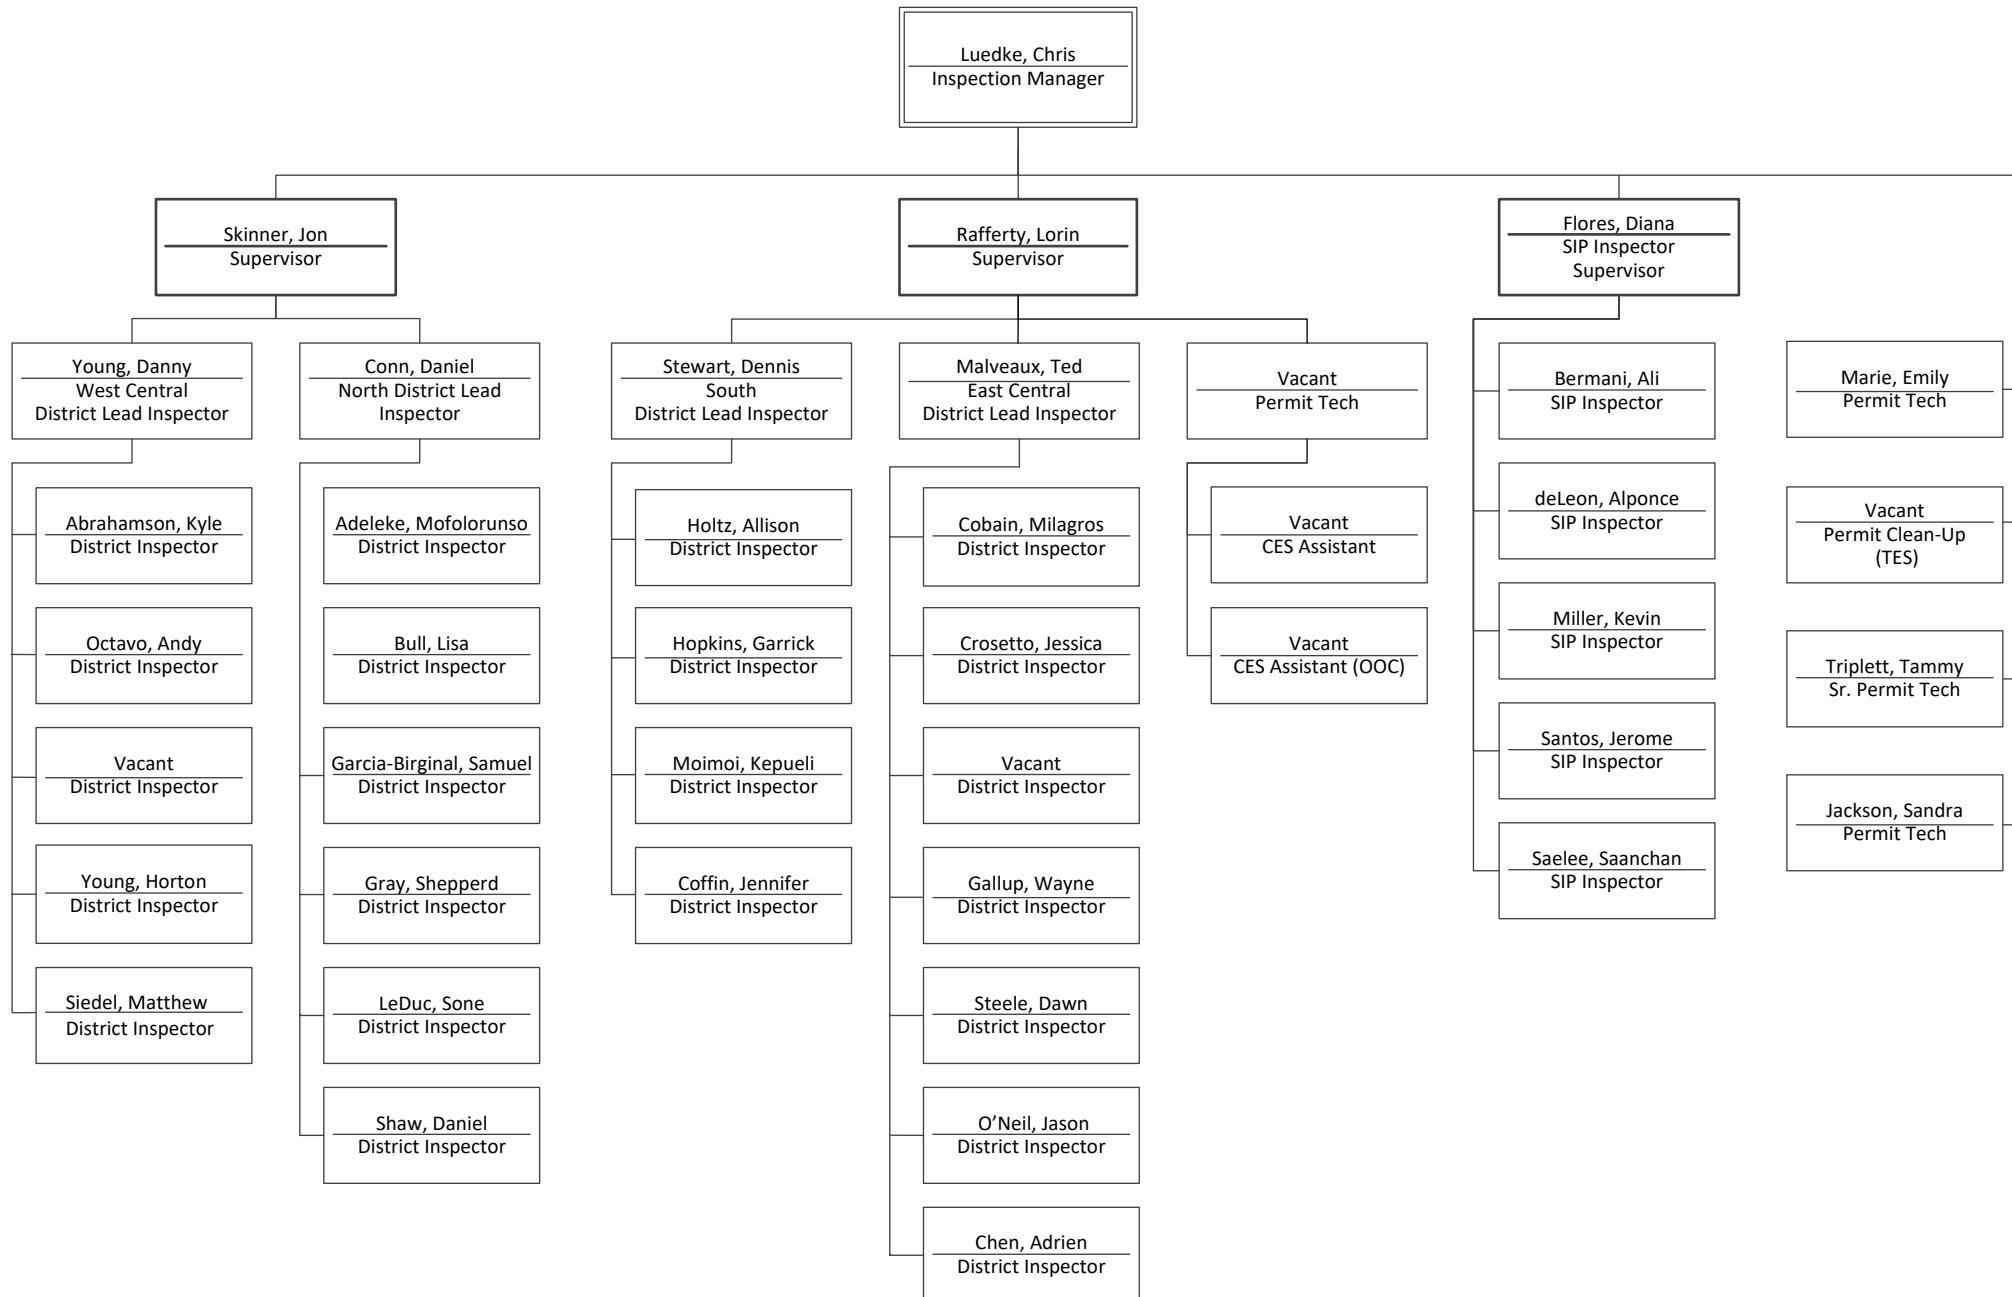 Luedke, Chris
Inspection Manager
Skinner, Jon
Supervisor
Rafferty, Lorin
Supervisor
Flores, Diana
SIP Inspector
Supervisor
Young, Danny
West Central
District Lead Inspector
Conn, Daniel
North District Lead
Inspector
Stewart, Dennis
South
District Lead Inspector
Malveaux, Ted
East Central
District Lead Inspector
Vacant
Permit Tech
Bermani, Ali
SIP Inspector
Marie, Emily
Permit Tech
Abrahamson, Kyle
District Inspector
Adeleke, Mofolorunso
District Inspector
Holtz, Allison
District Inspector
Cobain, Milagros
District Inspector
Vacant
CES Assistant
deLeon, Alponce
SIP Inspector
Vacant
Permit Clean-Up
(TES)
Octavo, Andy
District Inspector
Bull, Lisa
District Inspector
Hopkins, Garrick
District Inspector
Crosetto, Jessica
District Inspector
Vacant
CES Assistant (OOC)
Miller, Kevin
SIP Inspector
Triplett, Tammy
Sr. Permit Tech
Vacant
District Inspector
Garcia-Birginal, Samuel
District Inspector
Moimoi, Kepueli
District Inspector
Vacant
District Inspector
Santos, Jerome
SIP Inspector
Jackson, Sandra
Permit Tech
Young, Horton
District Inspector
Gray, Shepperd
District Inspector
Coffin, Jennifer
District Inspector
Gallup, Wayne
District Inspector
Saelee, Saanchan
SIP Inspector
Siedel, Matthew
District Inspector
LeDuc, Sone
District Inspector
Steele, Dawn
District Inspector
Shaw, Daniel
District Inspector
O’Neil, Jason
District Inspector
Chen, Adrien
District Inspector